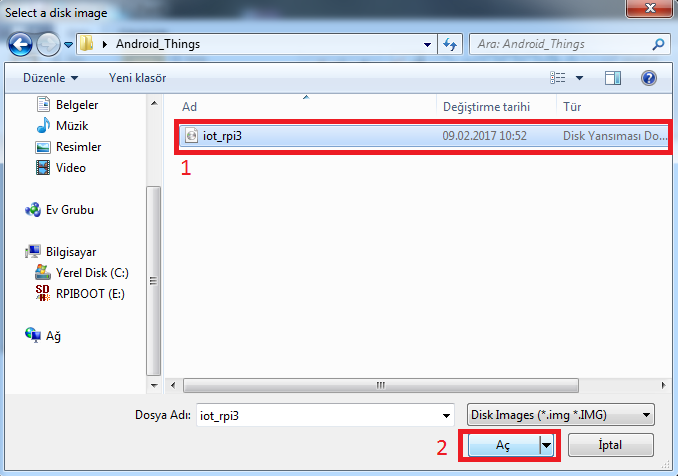 Select a disk image
Android_Things
Ara: Android_Things
Düzenle
Yeni klasör
Ad
Değiştirme tarihi
Tür
Belgeler
Müzik
Resimler
Video
Ev Grubu
Bilgisayar
Yerel Disk (C:)
RPIBOOT (E:)
Ağ
iot_rpi3
09.02.2017 10:52
Disk Yansıması Do...
1
Dosya Adı:
iot_rpi3
Disk Images (*.img *.IMG)
2
Aç
İptal